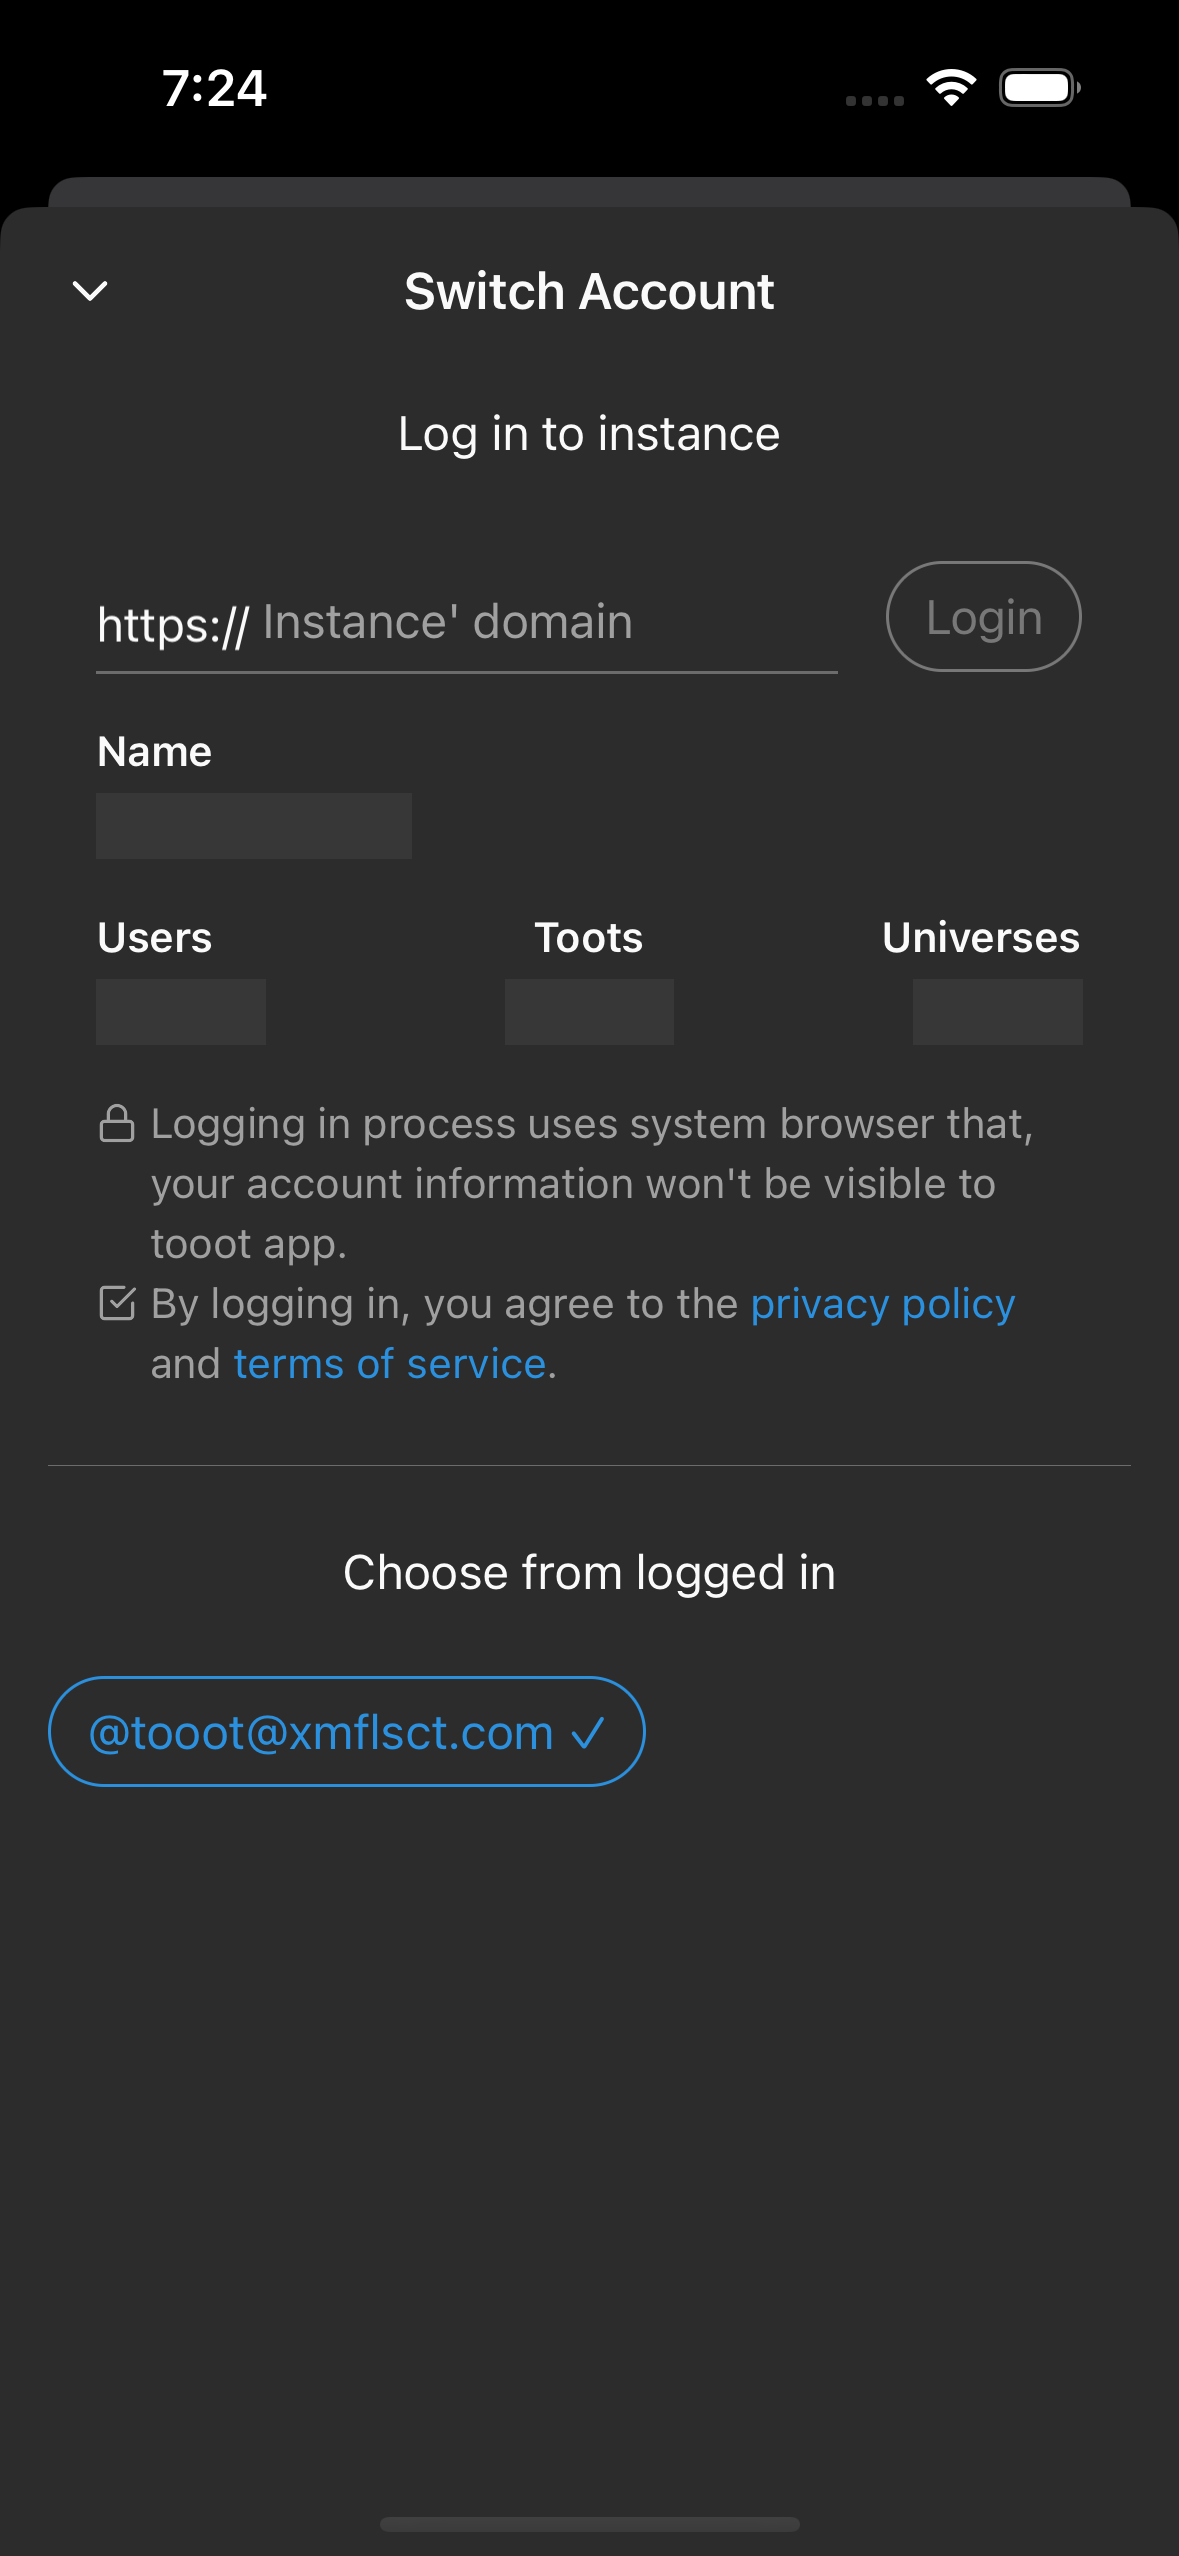 7:24
Switch Account
Log in to instance
https:// Instance' domain
Login
Name
Users Toots Universes
Logging in process uses system browser that,
your account information won't be visible to
tooot app.
By logging in, you agree to the privacy policy
and terms of service.
Choose from logged in
@tooot@xmflsct.com ✓